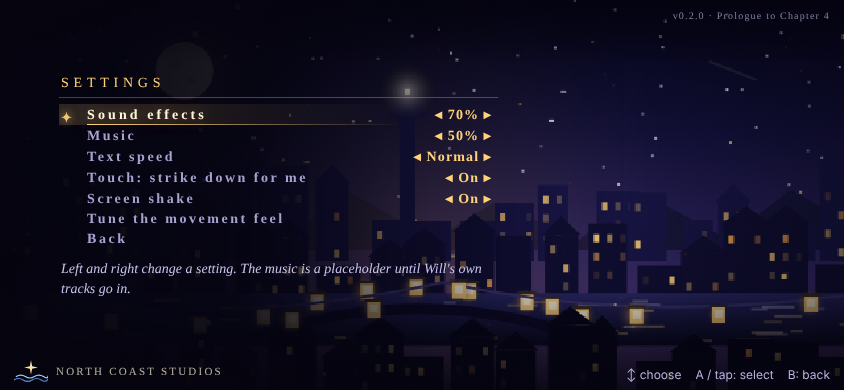 v0.2.0 · Prologue to Chapter 4
SETTINGS
Sound effects ◄ 70% ►
Music ◄ 50% ►
Text speed ◄ Normal ►
Touch: strike down for me ◄ On ►
Screen shake ◄ On ►
Tune the movement feel
Back
Left and right change a setting. The music is a placeholder until Will's own
tracks go in.
NORTH COAST STUDIOS
↕ choose A / tap: select B: back